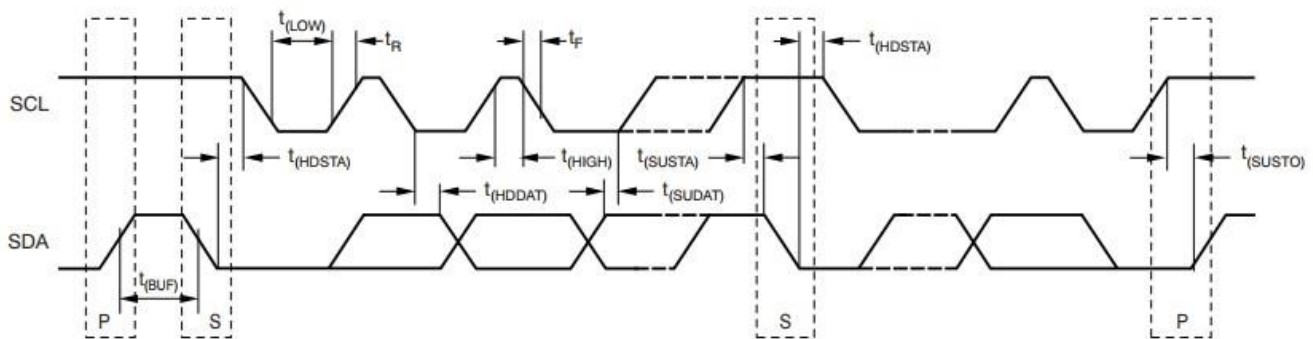 t(LOW)
tR
tF
t(HDSTA)
SCL
t(HDSTA)
t(HIGH)
t(SUSTA)
t(SUSTO)
t(HDDAT)
t(SUDAT)
SDA
t(BUF)
P
S
S
P